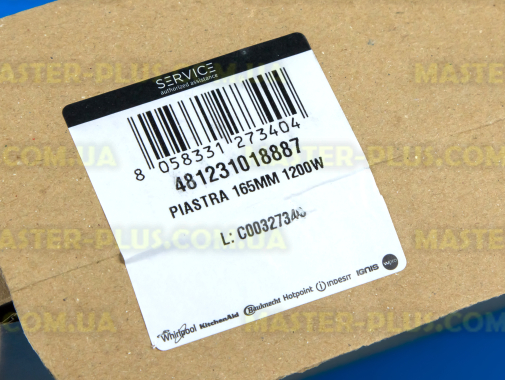 SERVICE
authorized assistance
8 058331 273404
481231018887
PIASTRA 165MM 1200W
L: C00327346
Whirlpool KitchenAid Bauknecht Hotpoint indesit IGNIS
MASTER-PLUS.COM.UA